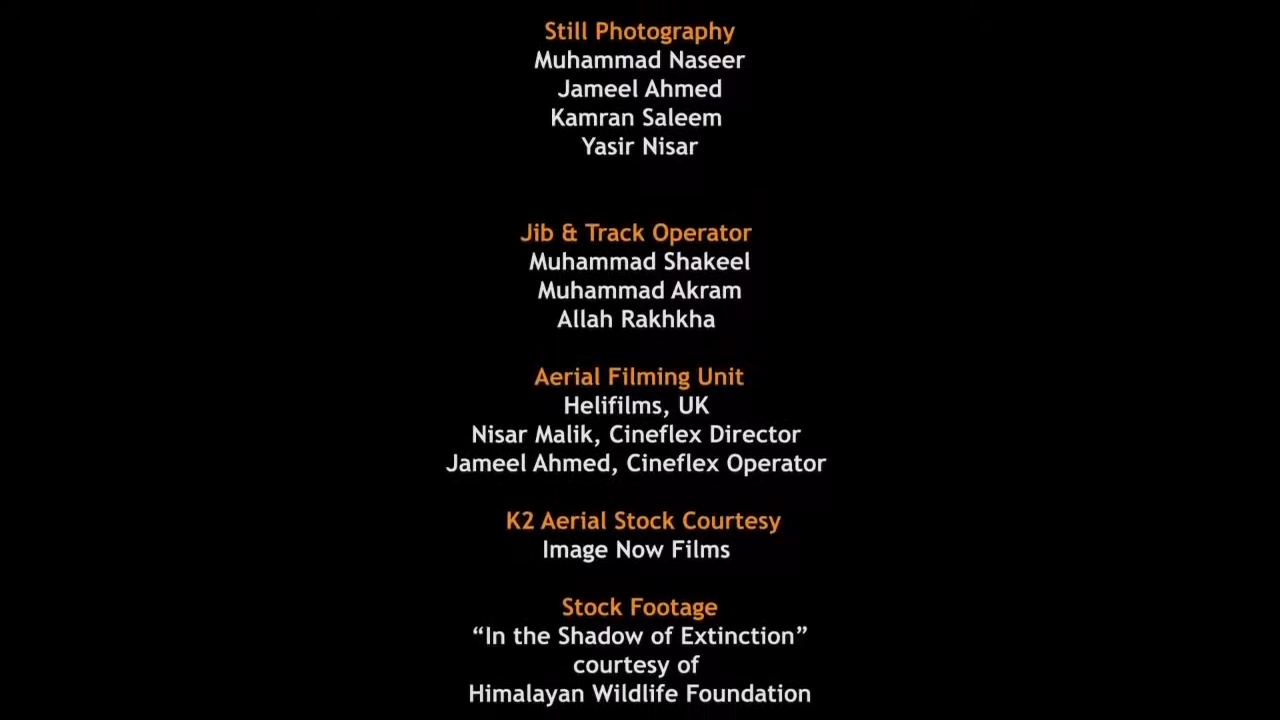 Still Photography
Muhammad Naseer
Jameel Ahmed
Kamran Saleem
Yasir Nisar
Jib & Track Operator
Muhammad Shakeel
Muhammad Akram
Allah Rakhkha
Aerial Filming Unit
Helifilms, UK
Nisar Malik, Cineflex Director
Jameel Ahmed, Cineflex Operator
K2 Aerial Stock Courtesy
Image Now Films
Stock Footage
“In the Shadow of Extinction”
courtesy of
Himalayan Wildlife Foundation